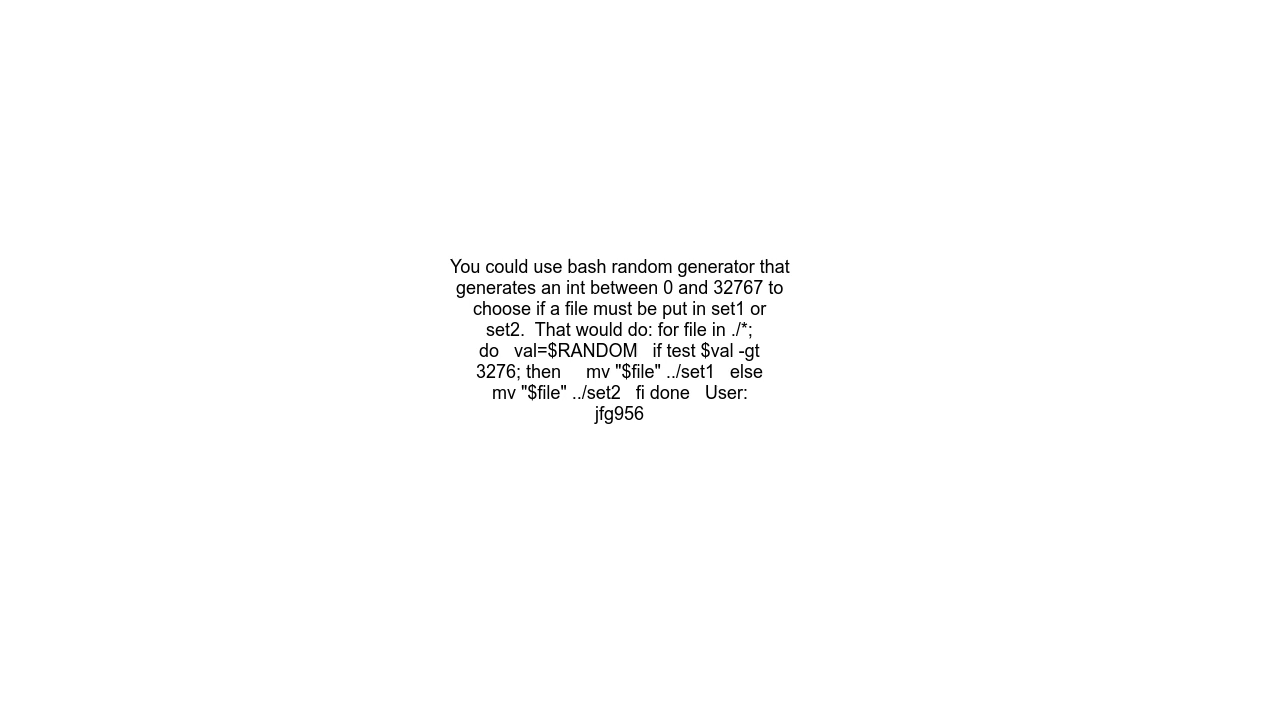 You could use bash random generator that
generates an int between 0 and 32767 to
choose if a file must be put in set1 or
set2.  That would do: for file in ./*;
do   val=$RANDOM   if test $val -gt
3276; then     mv "$file" ../set1   else
mv "$file" ../set2   fi done   User:
jfg956